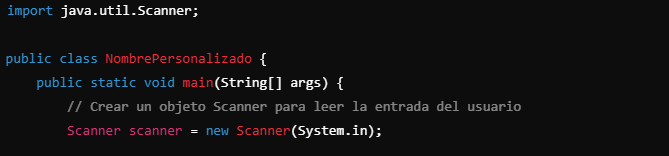 import java.util.Scanner;
public class NombrePersonalizado {
public static void main(String[] args) {
// Crear un objeto Scanner para leer la entrada del usuario
Scanner scanner = new Scanner(System.in);